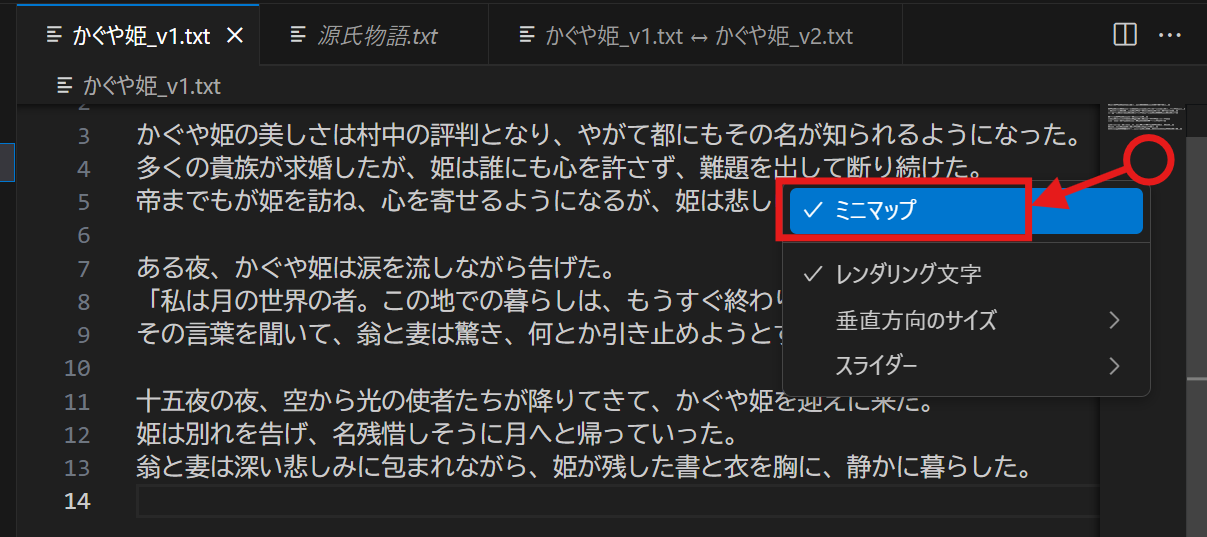 かぐや姫_v1.txt
源氏物語.txt
かぐや姫_v1.txt ↔ かぐや姫_v2.txt
かぐや姫_v1.txt
3 かぐや姫の美しさは村中の評判となり、やがて都にもその名が知られるようになった。
4 多くの貴族が求婚したが、姫は誰にも心を許さず、難題を出して断り続けた。
5 帝までもが姫を訪ね、心を寄せるようになるが、姫は悲し
6
7 ある夜、かぐや姫は涙を流しながら告げた。
8 「私は月の世界の者。この地での暮らしは、もうすぐ終わり
9 その言葉を聞いて、翁と妻は驚き、何とか引き止めようとす
10
11 十五夜の夜、空から光の使者たちが降りてきて、かぐや姫を迎えに来た。
12 姫は別れを告げ、名残惜しそうに月へと帰っていった。
13 翁と妻は深い悲しみに包まれながら、姫が残した書と衣を胸に、静かに暮らした。
14
ミニマップ
レンダリング文字
垂直方向のサイズ
スライダー